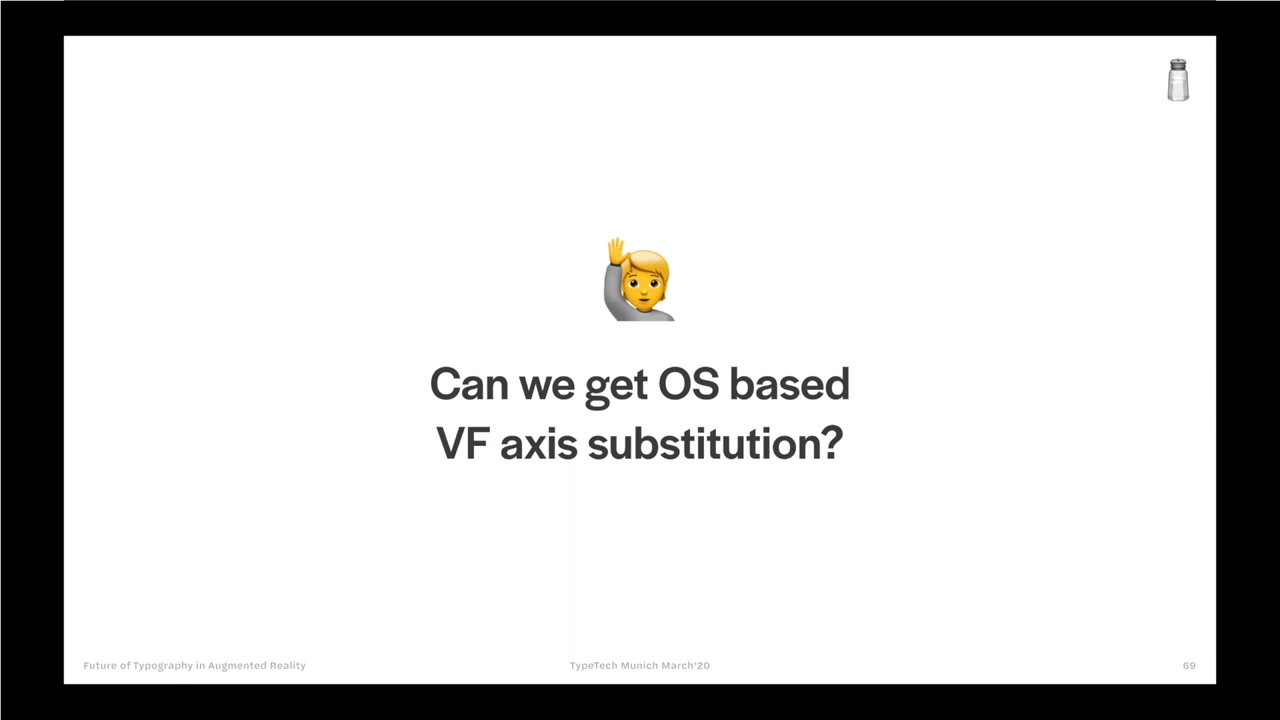 Can we get OS based
VF axis substitution?
Future of Typography in Augmented Reality
TypeTech Munich March'20
69